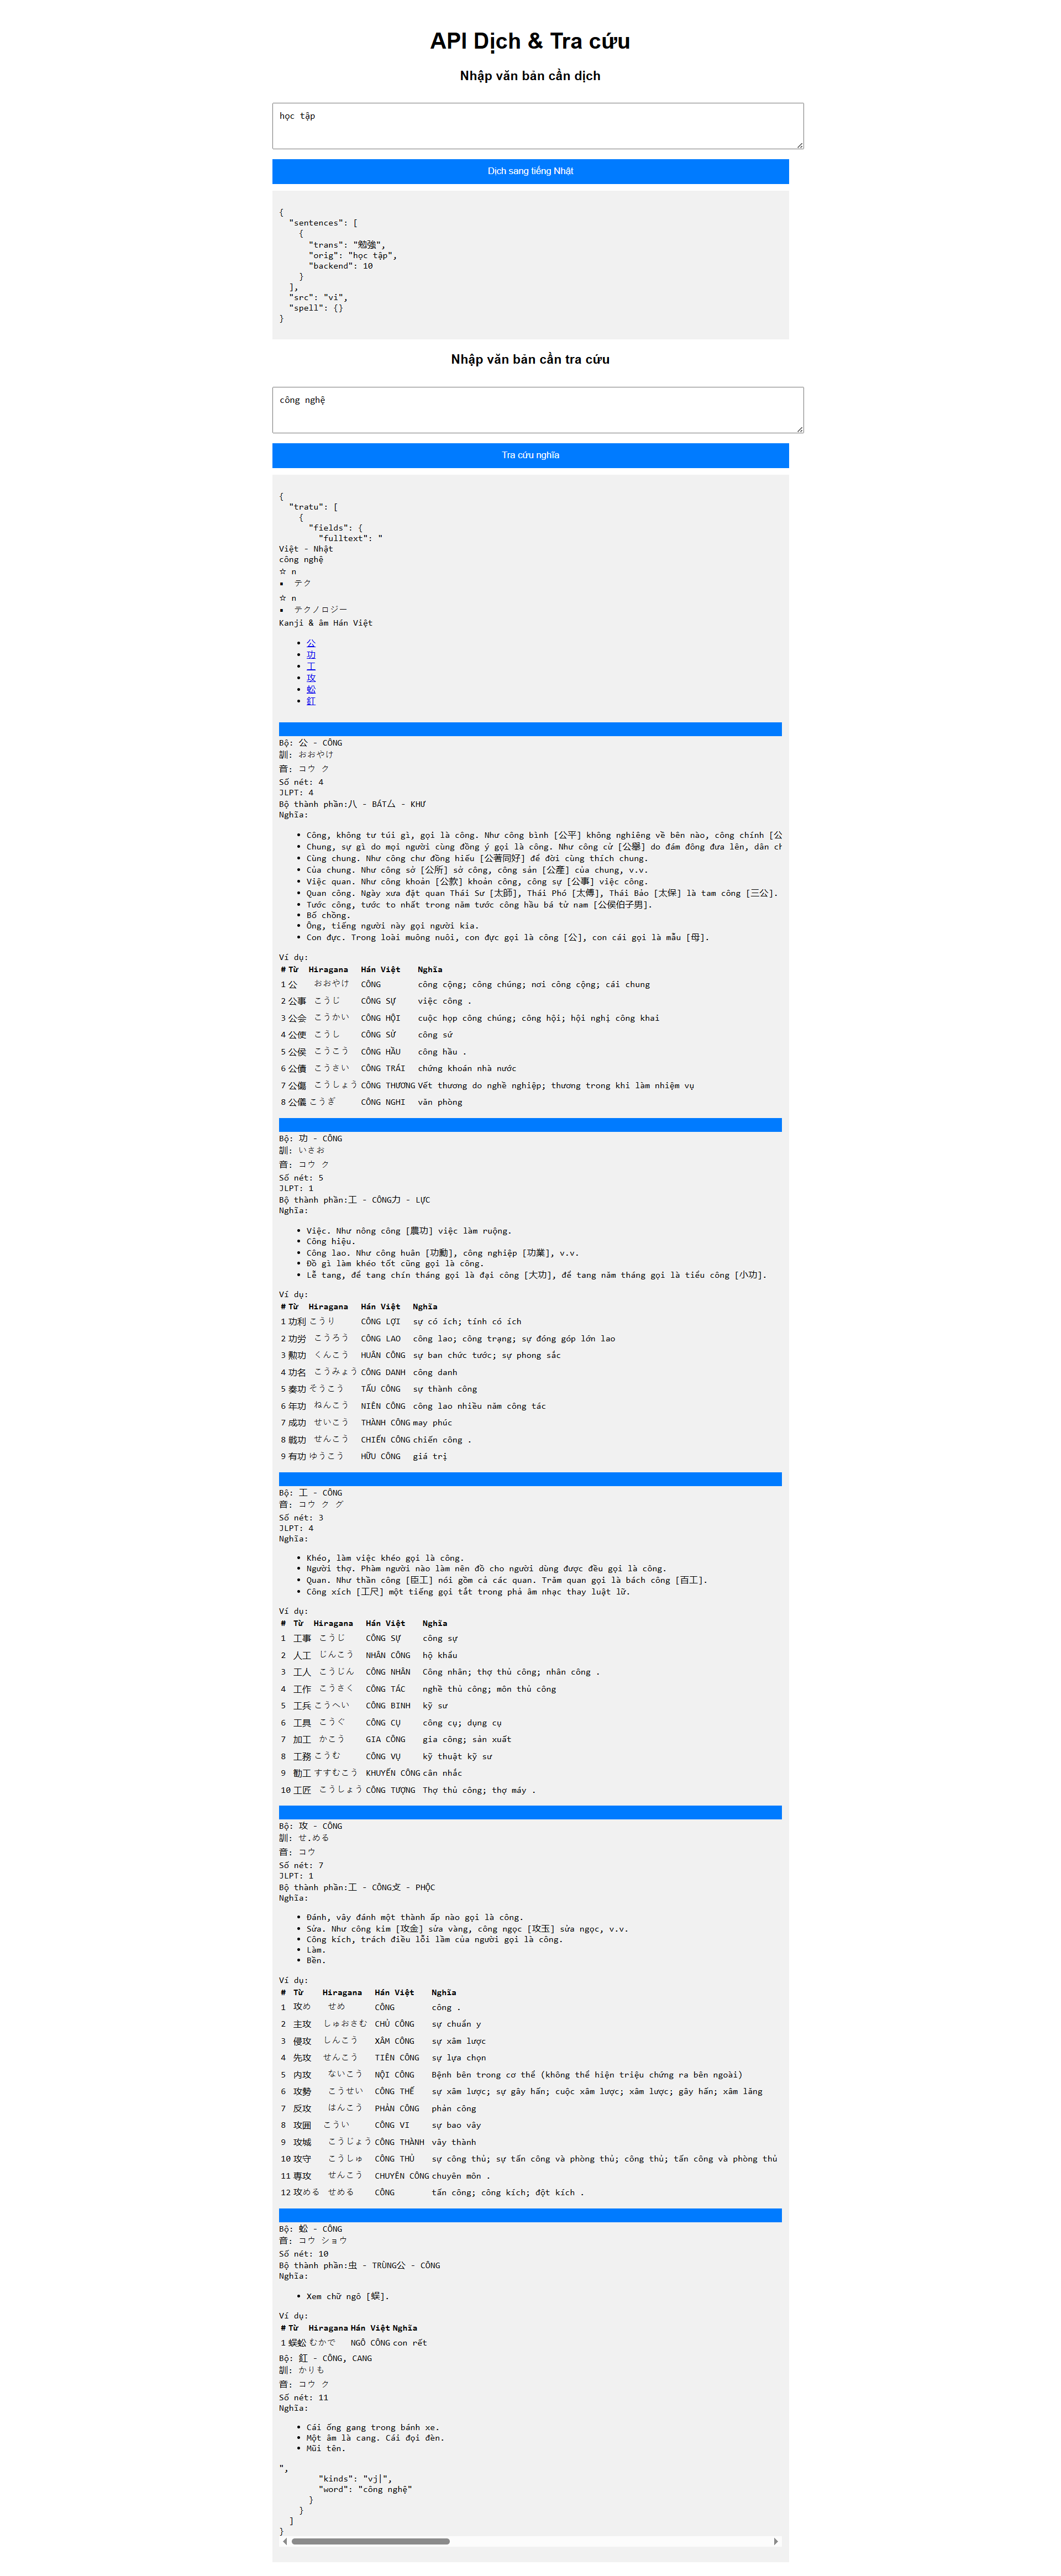 API Dịch & Tra cứu
Nhập văn bản cần dịch
học tập
Dịch sang tiếng Nhật
{
"sentences": [
{
"trans": "勉強",
"orig": "học tập",
"backend": 10
}
],
"src": "vi",
"spell": {}
}
Nhập văn bản cần tra cứu
công nghệ
Tra cứu nghĩa
{
"tratu": [
{
"fields": {
"fulltext": "
Việt - Nhật
công nghệ
☆ n
▪ テク
☆ n
▪ テクノロジー
Kanji & âm Hán Việt
• 公
• 功
• 工
• 攻
• 蚣
• 釭
Bộ: 公 - CÔNG
訓: おおやけ
音: コウ ク
Số nét: 4
JLPT: 4
Bộ thành phần:八 - BÁT厶 - KHƯ
Nghĩa:
• Công, không tư túi gì, gọi là công. Như công bình [公平] không nghiêng về bên nào, công chính [公
• Chung, sự gì do mọi người cùng đồng ý gọi là công. Như công cử [公舉] do đám đông đưa lên, dân ch
• Cùng chung. Như công chư đồng hiếu [公著同好] để đời cùng thích chung.
• Của chung. Như công sở [公所] sở công, công sản [公產] của chung, v.v.
• Việc quan. Như công khoản [公款] khoản công, công sự [公事] việc công.
• Quan công. Ngày xưa đặt quan Thái Sư [太師], Thái Phó [太傅], Thái Bảo [太保] là tam công [三公].
• Tước công, tước to nhất trong năm tước công hầu bá tử nam [公侯伯子男].
• Bố chồng.
• Ông, tiếng người này gọi người kia.
• Con đực. Trong loài muông nuôi, con đực gọi là công [公], con cái gọi là mẫu [母].
Ví dụ:
# Từ Hiragana Hán Việt Nghĩa
1 公 おおやけ CÔNG công cộng; công chúng; nơi công cộng; cái chung
2 公事 こうじ CÔNG SỰ việc công .
3 公会 こうかい CÔNG HỘI cuộc họp công chúng; công hội; hội nghị công khai
4 公使 こうし CÔNG SỨ công sứ
5 公侯 こうこう CÔNG HẦU công hầu .
6 公債 こうさい CÔNG TRÁI chứng khoán nhà nước
7 公傷 こうしょう CÔNG THƯƠNG Vết thương do nghề nghiệp; thương trong khi làm nhiệm vụ
8 公儀 こうぎ CÔNG NGHI văn phòng
Bộ: 功 - CÔNG
訓: いさお
音: コウ ク
Số nét: 5
JLPT: 1
Bộ thành phần:工 - CÔNG力 - LỰC
Nghĩa:
• Việc. Như nông công [農功] việc làm ruộng.
• Công hiệu.
• Công lao. Như công huân [功勳], công nghiệp [功業], v.v.
• Đồ gì làm khéo tốt cũng gọi là công.
• Lễ tang, để tang chín tháng gọi là đại công [大功], để tang năm tháng gọi là tiểu công [小功].
Ví dụ:
# Từ Hiragana Hán Việt Nghĩa
1 功利 こうり CÔNG LỢI sự có ích; tính có ích
2 功労 こうろう CÔNG LAO công lao; công trạng; sự đóng góp lớn lao
3 勲功 くんこう HUÂN CÔNG sự ban chức tước; sự phong sắc
4 功名 こうみょう CÔNG DANH công danh
5 奏功 そうこう TẤU CÔNG sự thành công
6 年功 ねんこう NIÊN CÔNG công lao nhiều năm công tác
7 成功 せいこう THÀNH CÔNG may phúc
8 戦功 せんこう CHIẾN CÔNG chiến công .
9 有功 ゆうこう HỮU CÔNG giá trị
Bộ: 工 - CÔNG
音: コウ ク グ
Số nét: 3
JLPT: 4
Nghĩa:
• Khéo, làm việc khéo gọi là công.
• Người thợ. Phàm người nào làm nên đồ cho người dùng được đều gọi là công.
• Quan. Như thần công [臣工] nói gồm cả các quan. Trăm quan gọi là bách công [百工].
• Công xích [工尺] một tiếng gọi tắt trong phả âm nhạc thay luật lữ.
Ví dụ:
# Từ Hiragana Hán Việt Nghĩa
1 工事 こうじ CÔNG SỰ công sự
2 人工 じんこう NHÂN CÔNG hộ khẩu
3 工人 こうじん CÔNG NHÂN Công nhân; thợ thủ công; nhân công .
4 工作 こうさく CÔNG TÁC nghề thủ công; môn thủ công
5 工兵 こうへい CÔNG BINH kỹ sư
6 工具 こうぐ CÔNG CỤ công cụ; dụng cụ
7 加工 かこう GIA CÔNG gia công; sản xuất
8 工務 こうむ CÔNG VỤ kỹ thuật kỹ sư
9 勧工 すすむこう KHUYẾN CÔNG cân nhắc
10 工匠 こうしょう CÔNG TƯỢNG Thợ thủ công; thợ máy .
Bộ: 攻 - CÔNG
訓: せ.める
音: コウ
Số nét: 7
JLPT: 1
Bộ thành phần:工 - CÔNG攵 - PHỘC
Nghĩa:
• Đánh, vây đánh một thành ấp nào gọi là công.
• Sửa. Như công kim [攻金] sửa vàng, công ngọc [攻玉] sửa ngọc, v.v.
• Công kích, trách điều lỗi lầm của người gọi là công.
• Làm.
• Bền.
Ví dụ:
# Từ Hiragana Hán Việt Nghĩa
1 攻め せめ CÔNG công .
2 主攻 しゅおさむ CHỦ CÔNG sự chuẩn y
3 侵攻 しんこう XÂM CÔNG sự xâm lược
4 先攻 せんこう TIÊN CÔNG sự lựa chọn
5 内攻 ないこう NỘI CÔNG Bệnh bên trong cơ thể (không thể hiện triệu chứng ra bên ngoài)
6 攻勢 こうせい CÔNG THẾ sự xâm lược; sự gây hấn; cuộc xâm lược; xâm lược; gây hấn; xâm lăng
7 反攻 はんこう PHẢN CÔNG phản công
8 攻囲 こうい CÔNG VI sự bao vây
9 攻城 こうじょう CÔNG THÀNH vây thành
10 攻守 こうしゅ CÔNG THỦ sự công thủ; sự tấn công và phòng thủ; công thủ; tấn công và phòng thủ
11 専攻 せんこう CHUYÊN CÔNG chuyên môn .
12 攻める せめる CÔNG tấn công; công kích; đột kích .
Bộ: 蚣 - CÔNG
音: コウ ショウ
Số nét: 10
Bộ thành phần:虫 - TRÙNG公 - CÔNG
Nghĩa:
• Xem chữ ngô [蜈].
Ví dụ:
# Từ Hiragana Hán Việt Nghĩa
1 蜈蚣 むかで NGÔ CÔNG con rết
Bộ: 釭 - CÔNG, CANG
訓: かりも
音: コウ ク
Số nét: 11
Nghĩa:
• Cái ống gang trong bánh xe.
• Một âm là cang. Cái đọi đèn.
• Mũi tên.
",
"kinds": "vj|",
"word": "công nghệ"
}
}
]
}